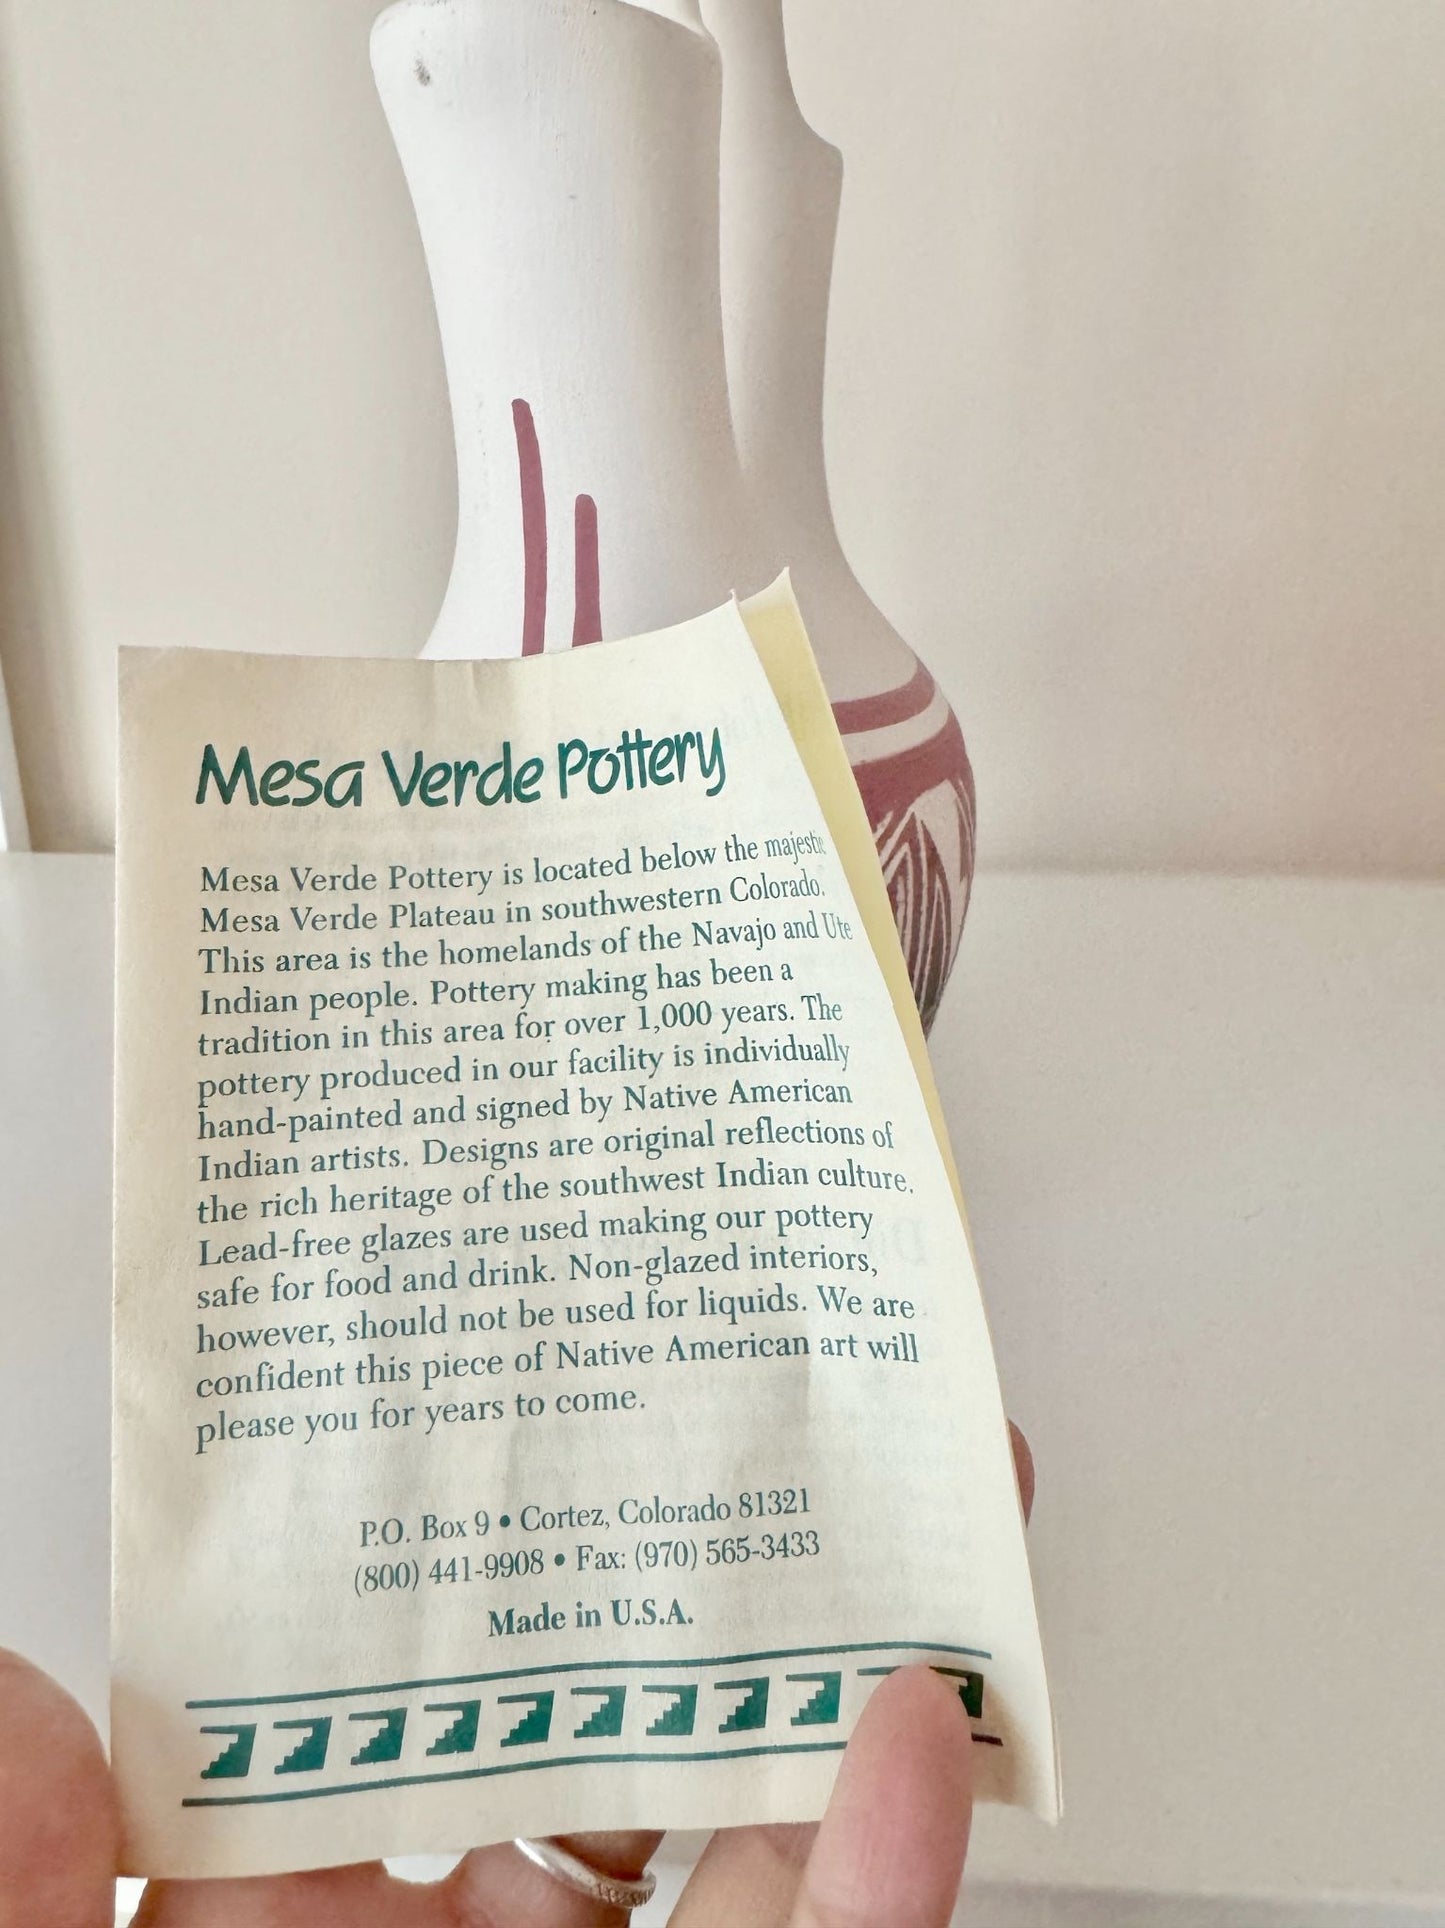 Mesa Verde Pottery
Mesa Verde Pottery is located below the majestic
Mesa Verde Plateau in southwestern Colorado.
This area is the homelands of the Navajo and Ute
Indian people. Pottery making has been a
tradition in this area for over 1,000 years. The
pottery produced in our facility is individually
hand-painted and signed by Native American
Indian artists. Designs are original reflections of
the rich heritage of the southwest Indian culture.
Lead-free glazes are used making our pottery
safe for food and drink. Non-glazed interiors,
however, should not be used for liquids. We are
confident this piece of Native American art will
please you for years to come.
P.O. Box 9 • Cortez, Colorado 81321
(800) 441-9908 • Fax: (970) 565-3433
Made in U.S.A.